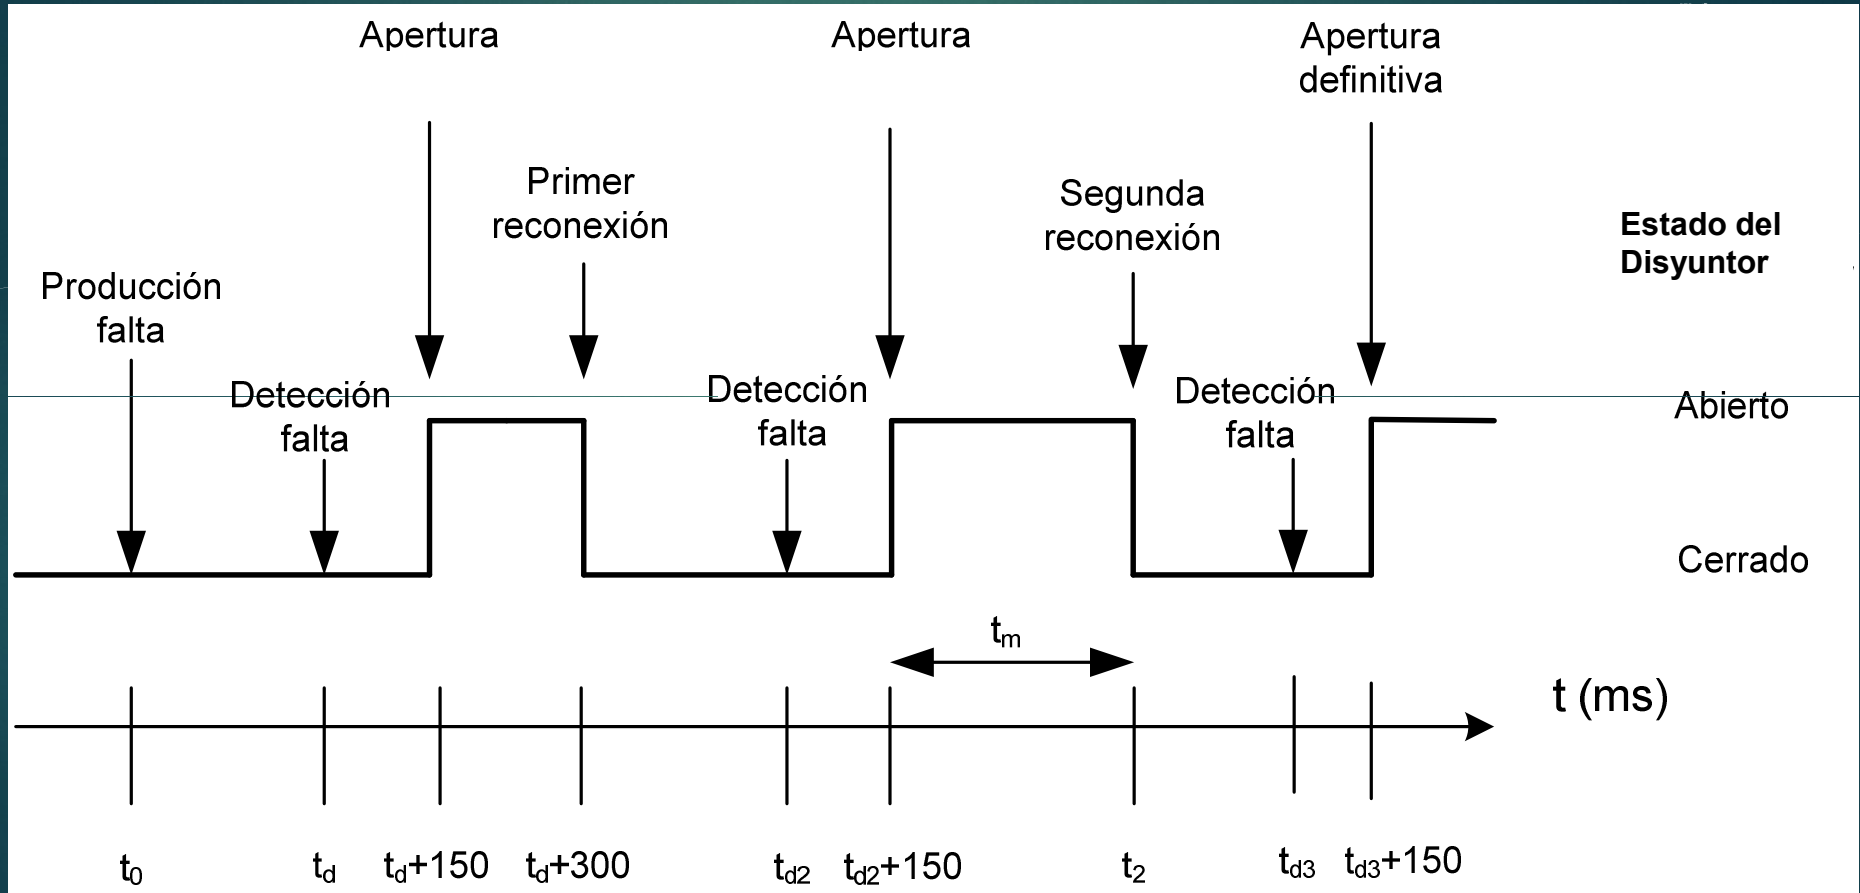 Apertura
Apertura
Apertura
definitiva
Primer
reconexión
Segunda
reconexión
Estado del
Disyuntor
Producción
falta
Detección
falta
Detección
falta
Detección
falta
Abierto
Cerrado
tm
t (ms)
t0
td
td+150
td+300
td2
td2+150
t2
td3
td3+150